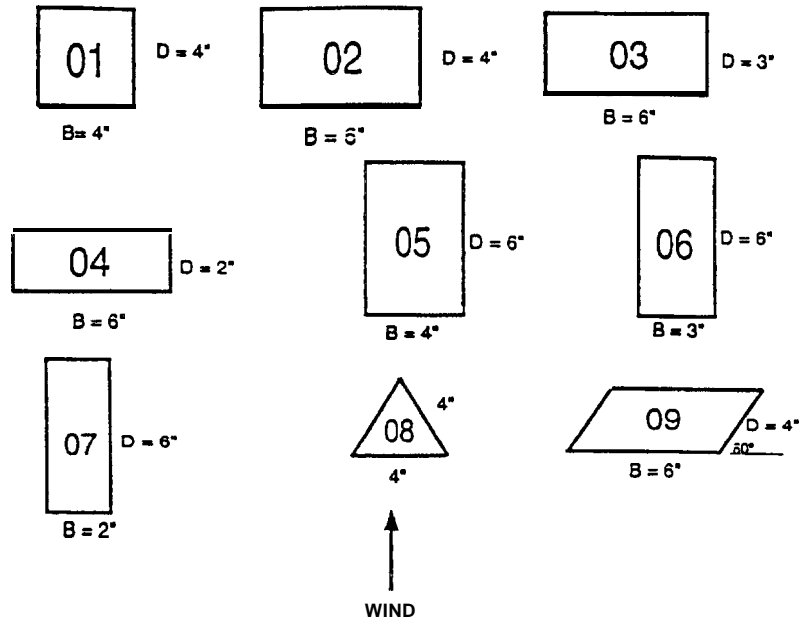 01
D = 4"
B= 4"
02
D = 4"
B = 6"
03
D = 3"
B = 6"
04
D = 2"
B = 6"
05
D = 6"
B = 4"
06
D = 6"
B = 3"
07
D = 6"
B = 2"
08
4"
4"
09
D = 4"
60°
B = 6"
WIND